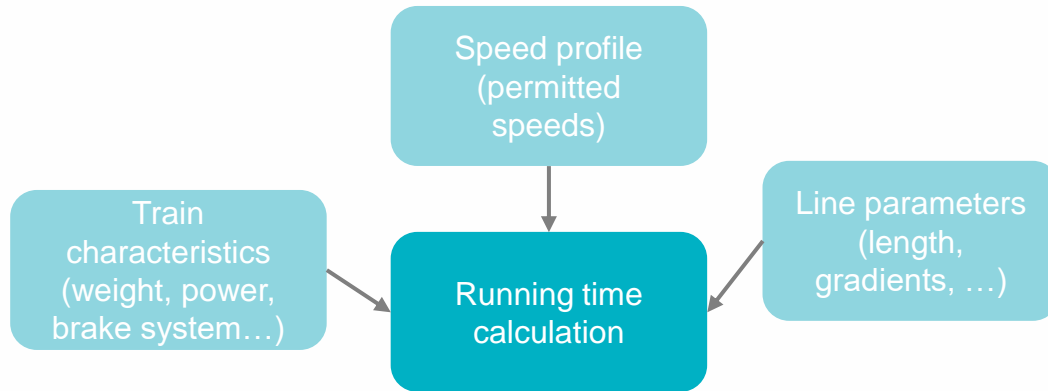 Speed profile
(permitted
speeds)
Train
characteristics
(weight, power,
brake system…)
Line parameters
(length,
gradients, …)
Running time
calculation